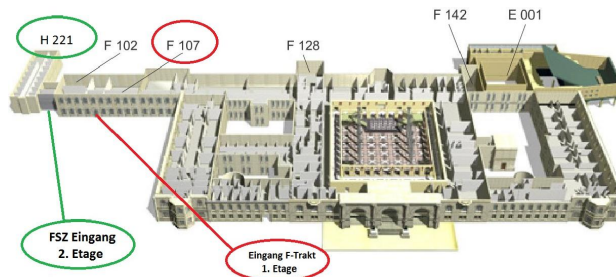 H 221
F 102
F 107
F 128
F 142
E 001
FSZ Eingang
2. Etage
Eingang F-Trakt
1. Etage